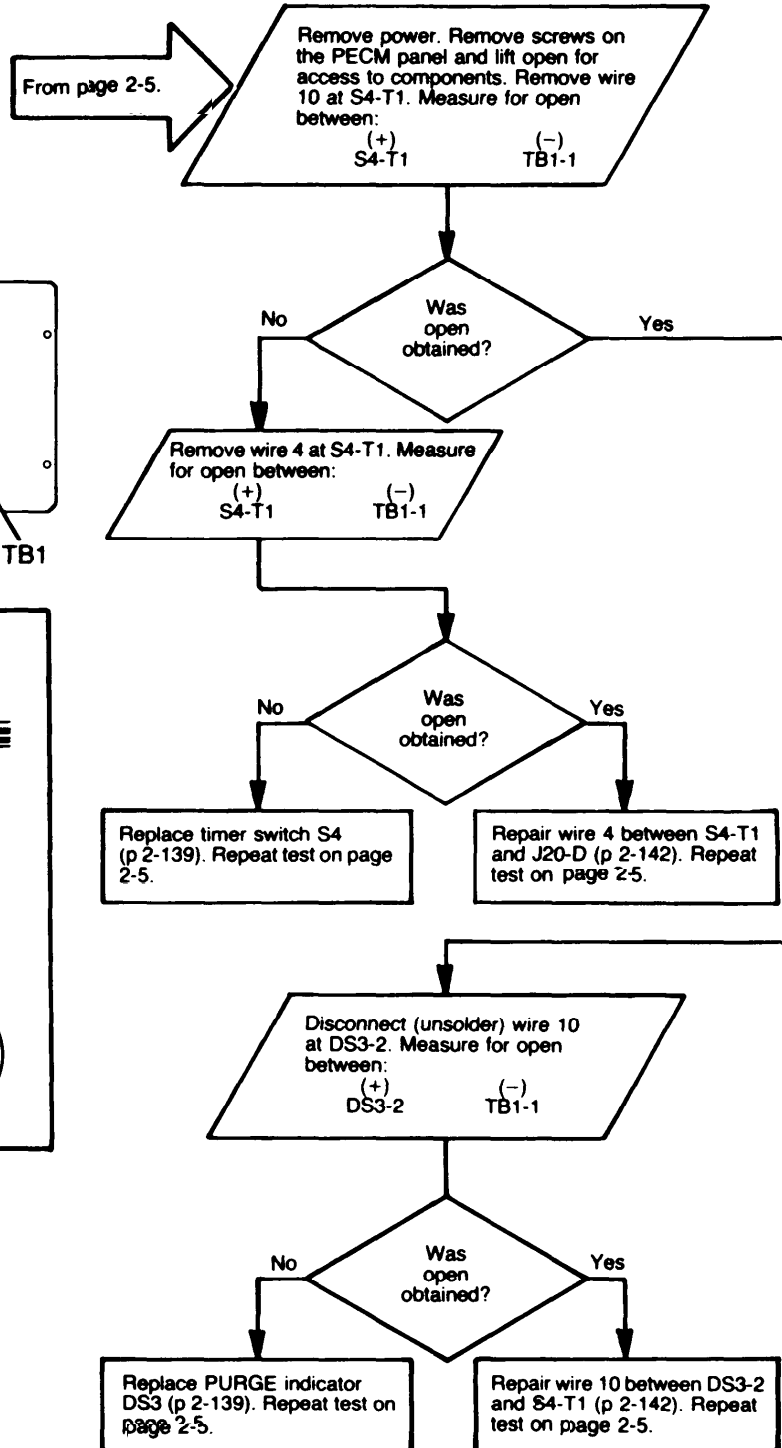 From page 2-5.
Remove power. Remove screws on
the PECM panel and lift open for
access to components. Remove wire
10 at S4-T1. Measure for open
between:
(+) (−)
S4-T1 TB1-1
Was
open
obtained?
No
Yes
Remove wire 4 at S4-T1. Measure
for open between:
(+) (−)
S4-T1 TB1-1
TB1
Was
open
obtained?
No
Yes
Replace timer switch S4
(p 2-139). Repeat test on page
2-5.
Repair wire 4 between S4-T1
and J20-D (p 2-142). Repeat
test on page 2-5.
Disconnect (unsolder) wire 10
at DS3-2. Measure for open
between:
(+) (−)
DS3-2 TB1-1
Was
open
obtained?
No
Yes
Replace PURGE indicator
DS3 (p 2-139). Repeat test on
page 2-5.
Repair wire 10 between DS3-2
and S4-T1 (p 2-142). Repeat
test on page 2-5.